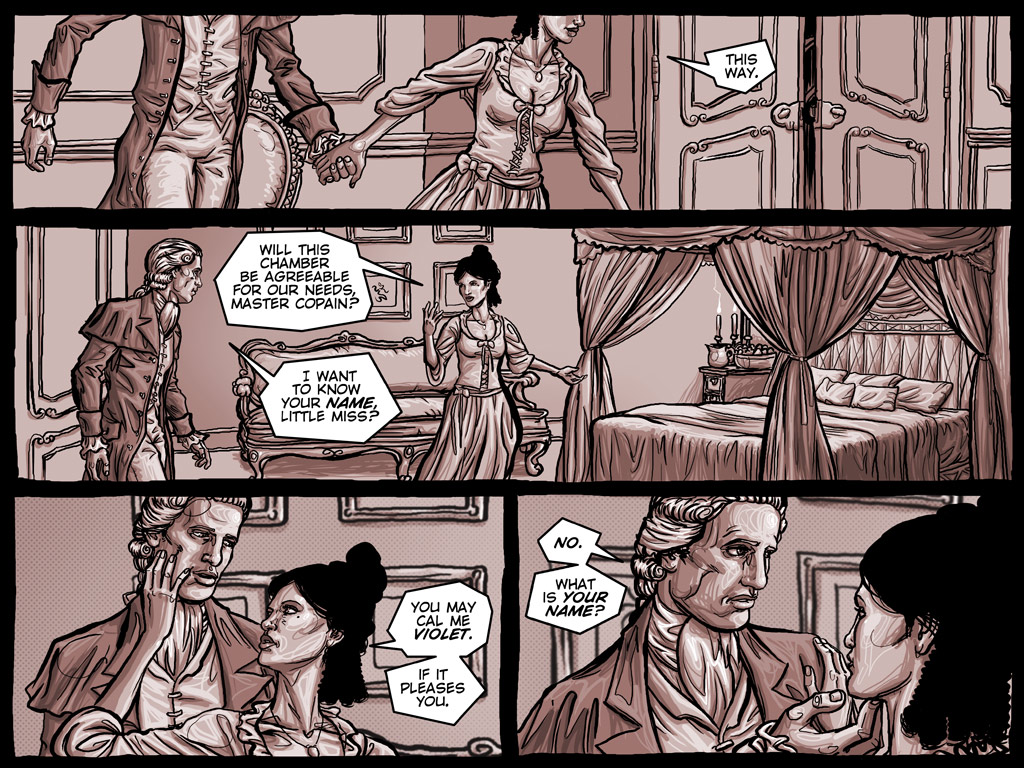 THIS
WAY.
WILL THIS
CHAMBER
BE AGREEABLE
FOR OUR NEEDS,
MASTER COPAIN?
I WANT
TO KNOW
YOUR NAME,
LITTLE MISS?
YOU MAY
CAL ME
VIOLET.
IF IT
PLEASES
YOU.
NO.
WHAT
IS YOUR
NAME?